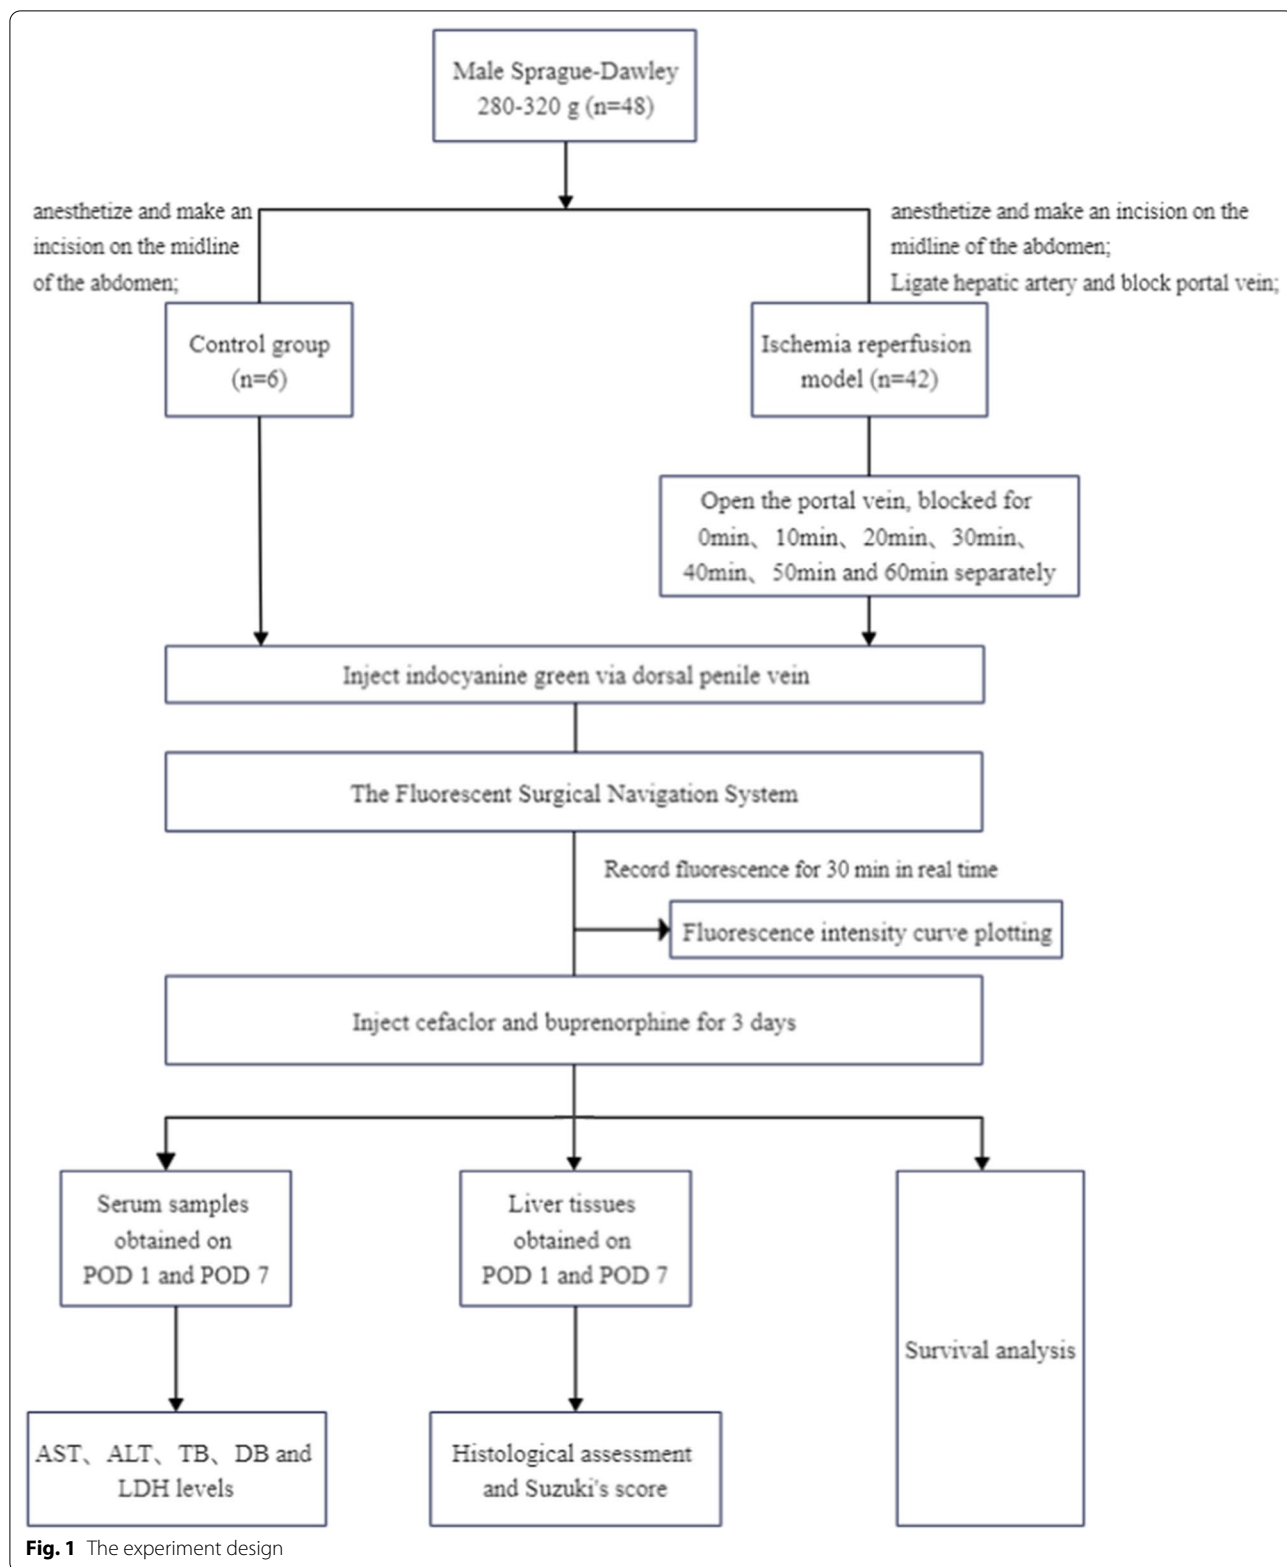 Male Sprague-Dawley
280-320 g (n=48)
anesthetize and make an
incision on the midline
of the abdomen;
anesthetize and make an incision on the
midline of the abdomen;
Ligate hepatic artery and block portal vein;
Control group
(n=6)
Ischemia reperfusion
model (n=42)
Open the portal vein, blocked for
0min、10min、20min、30min、
40min、50min and 60min separately
Inject indocyanine green via dorsal penile vein
The Fluorescent Surgical Navigation System
Record fluorescence for 30 min in real time
Fluorescence intensity curve plotting
Inject cefaclor and buprenorphine for 3 days
Serum samples
obtained on
POD 1 and POD 7
Liver tissues
obtained on
POD 1 and POD 7
Survival analysis
AST、ALT、TB、DB and
LDH levels
Histological assessment
and Suzuki's score
Fig. 1 The experiment design